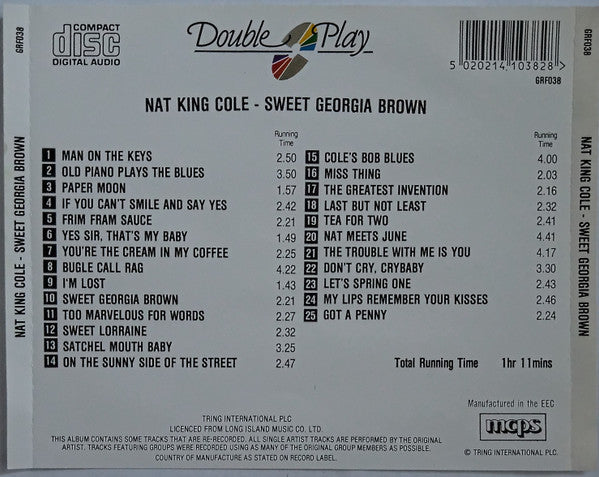 COMPACT
disc
DIGITAL AUDIO
Double Play
5 020214 103828 >
GRF038
GRF038
NAT KING COLE - SWEET GEORGIA BROWN
GRF038
NAT KING COLE - SWEET GEORGIA BROWN
NAT KING COLE - SWEET GEORGIA BROWN
Running
Time
1 MAN ON THE KEYS 2.50
2 OLD PIANO PLAYS THE BLUES 3.50
3 PAPER MOON 1.57
4 IF YOU CAN'T SMILE AND SAY YES 2.42
5 FRIM FRAM SAUCE 2.21
6 YES SIR, THAT'S MY BABY 1.49
7 YOU'RE THE CREAM IN MY COFFEE 2.25
8 BUGLE CALL RAG 4.22
9 I'M LOST 1.43
10 SWEET GEORGIA BROWN 2.21
11 TOO MARVELOUS FOR WORDS 2.27
12 SWEET LORRAINE 2.32
13 SATCHEL MOUTH BABY 3.25
14 ON THE SUNNY SIDE OF THE STREET 2.47
Running
Time
15 COLE'S BOB BLUES 4.00
16 MISS THING 2.03
17 THE GREATEST INVENTION 2.16
18 LAST BUT NOT LEAST 2.32
19 TEA FOR TWO 2.41
20 NAT MEETS JUNE 4.41
21 THE TROUBLE WITH ME IS YOU 4.17
22 DON'T CRY, CRYBABY 3.30
23 LET'S SPRING ONE 2.43
24 MY LIPS REMEMBER YOUR KISSES 2.46
25 GOT A PENNY 2.24
Total Running Time 1hr 11mins
Manufactured in the EEC
mcps
© TRING INTERNATIONAL PLC.
TRING INTERNATIONAL PLC
LICENCED FROM LONG ISLAND MUSIC CO. LTD.
THIS ALBUM CONTAINS SOME TRACKS THAT ARE RE-RECORDED. ALL SINGLE ARTIST TRACKS ARE PERFORMED BY THE ORIGINAL
ARTIST. TRACKS FEATURING GROUPS WERE RECORDED USING AS MANY OF THE ORIGINAL GROUP MEMBERS AS POSSIBLE.
COUNTRY OF MANUFACTURE AS STATED ON RECORD LABEL.